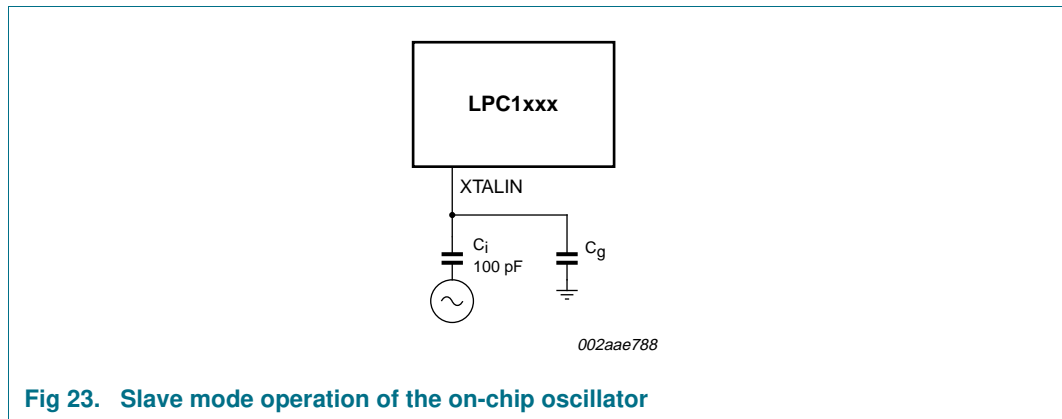 LPC1xxx
XTALIN
Ci
100 pF
Cg
002aae788
Fig 23. Slave mode operation of the on-chip oscillator